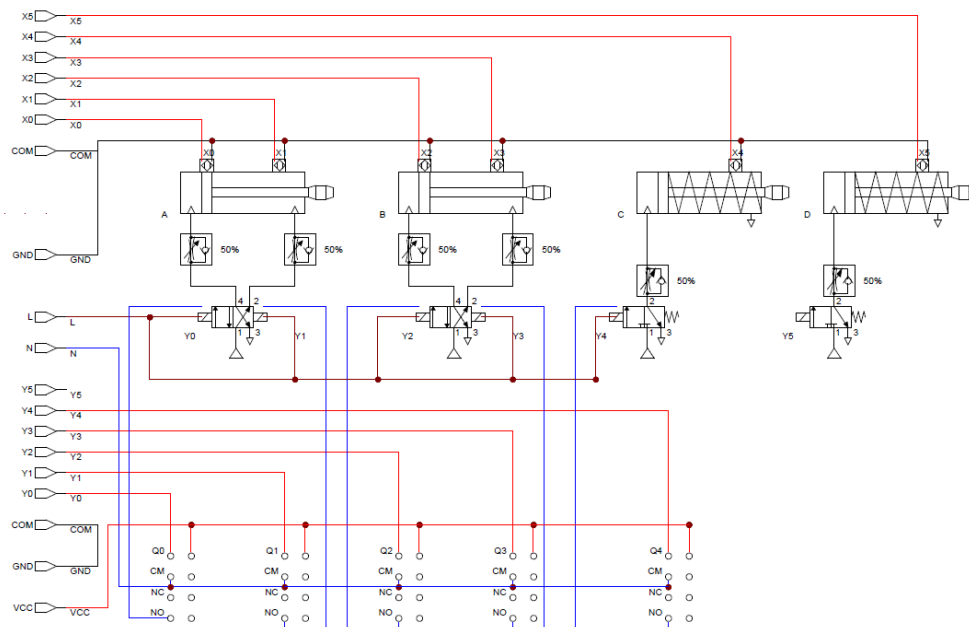 X5 X5
X4 X4
X3 X3
X2 X2
X1 X1
X0 X0
COM COM
X0 X1 X2 X3 X4 X5
A B C D
50% 50% 50% 50%
50% 50%
GND GND
4 2 4 2 2 2
L L
Y0 Y1 Y2 Y3 Y4 Y5
1 3 1 3 1 3 1 3
N N
Y5 Y5
Y4 Y4
Y3 Y3
Y2 Y2
Y1 Y1
Y0 Y0
COM COM
Q0 Q1 Q2 Q3 Q4
GND GND
CM CM CM CM CM
NC NC NC NC NC
VCC VCC
NO NO NO NO NO